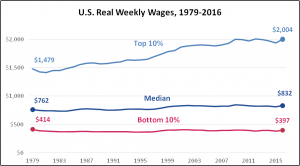 U.S. Real Weekly Wages, 1979-2016
$2,004
$2,000
Top 10%
$1,479
$1,500
$1,000
$762
Median
$832
$500
$414
Bottom 10%
$397
$0
1979 1983 1987 1991 1995 1999 2003 2007 2011 2015